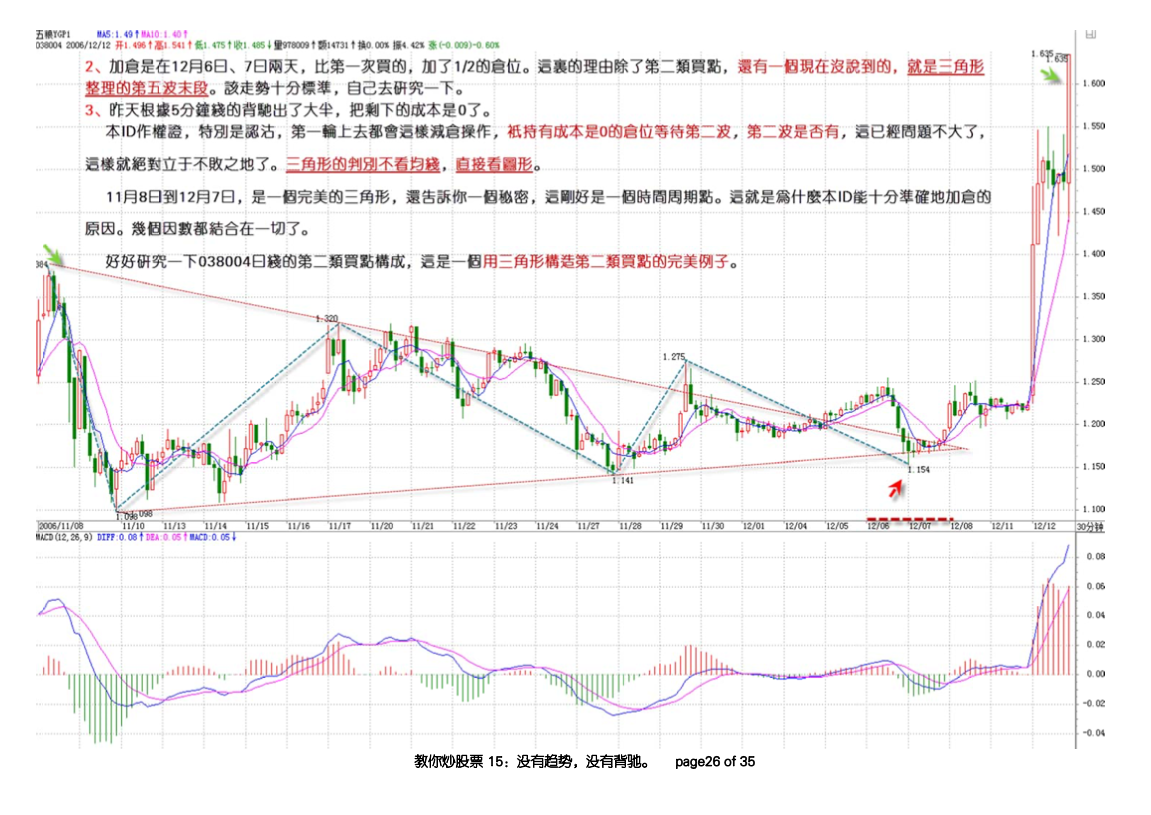 五粮YGP1 MA5:1.49↑MA10:1.40↑
038004 2006/12/12 开1.496↑高1.541↑低1.475↑收1.485↓量978009↑额14731↑换0.00% 振4.42% 涨(-0.009)-0.60%
2、加倉是在12月6日、7日兩天，比第一次買的，加了1/2的倉位。這裏的理由除了第二類買點，還有一個現在沒說到的，就是三角形
整理的第五波末段。該走勢十分標準，自己去研究一下。
3、昨天根據5分鐘綫的背馳出了大半，把剩下的成本是0了。
本ID作權證，特別是認沽，第一輪上去都會這樣減倉操作，衹持有成本是0的倉位等待第二波，第二波是否有，這已經問題不大了，
這樣就絕對立于不敗之地了。三角形的判別不看均綫，直接看圖形。
11月8日到12月7日，是一個完美的三角形，還告訴你一個秘密，這剛好是一個時間周期點。這就是爲什麽本ID能十分準確地加倉的
原因。幾個因數都結合在一切了。
好好研究一下038004日綫的第二類買點構成，這是一個用三角形構造第二類買點的完美例子。
1.635
1.635
1.600
1.550
1.500
1.450
1.400
1.350
1.300
1.250
1.200
1.150
1.100
384
1.320
1.275
1.154
1.141
1.098
1.098
2006/11/08 11/10 11/13 11/14 11/15 11/16 11/17 11/20 11/21 11/22 11/23 11/24 11/27 11/28 11/29 11/30 12/01 12/04 12/05 12/06 12/07 12/08 12/11 12/12 30分钟
MACD(12,26,9) DIFF:0.08↑DEA:0.05↑MACD:0.05↓
0.08
0.06
0.04
0.02
0.00
-0.02
-0.04
教你炒股票 15：没有趋势，没有背驰。 page26 of 35